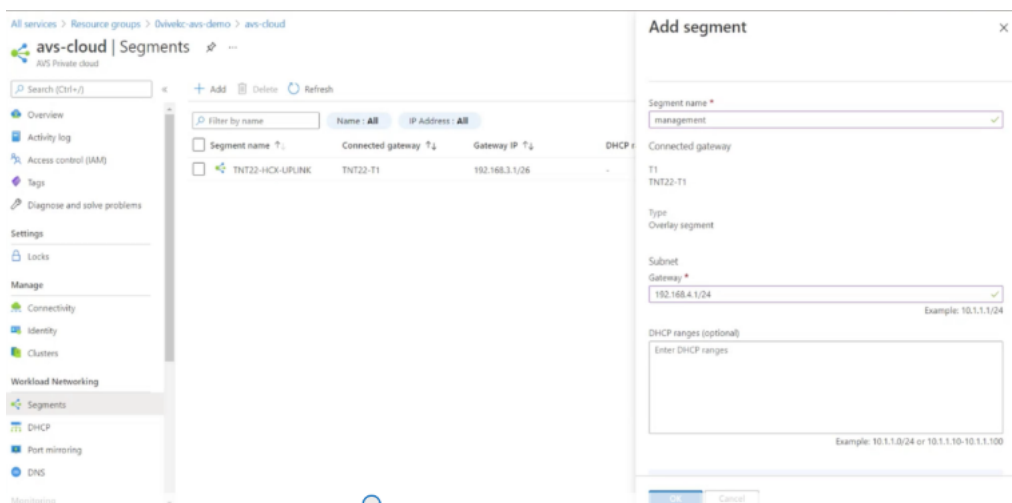 All services > Resource groups > 0vivekc-avs-demo > avs-cloud
avs-cloud | Segments
AVS Private cloud
Search (Ctrl+/)
Overview
Activity log
Access control (IAM)
Tags
Diagnose and solve problems
Settings
Locks
Manage
Connectivity
Identity
Clusters
Workload Networking
Segments
DHCP
Port mirroring
DNS
Monitoring
+ Add Delete Refresh
Filter by name Name : All IP Address : All
Segment name ↑↓ Connected gateway ↑↓ Gateway IP ↑↓ DHCP
TNT22-HCX-UPLINK TNT22-T1 192.168.3.1/26 -
Add segment
Segment name *
management
Connected gateway
T1
TNT22-T1
Type
Overlay segment
Subnet
Gateway *
192.168.4.1/24
Example: 10.1.1.1/24
DHCP ranges (optional)
Enter DHCP ranges
Example: 10.1.1.0/24 or 10.1.1.10-10.1.1.100
OK Cancel